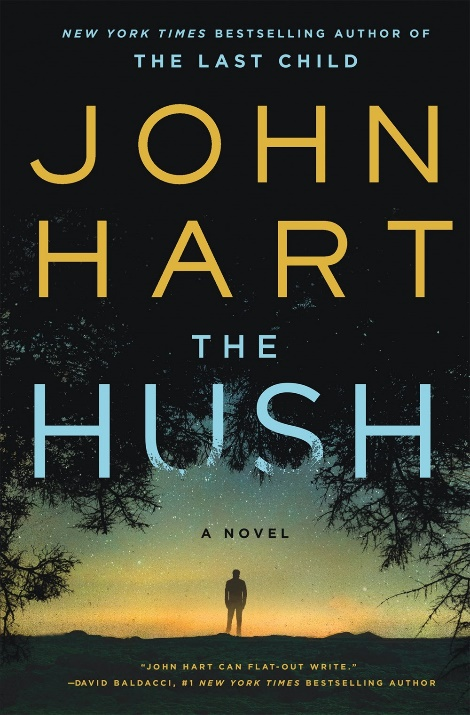 NEW YORK TIMES BESTSELLING AUTHOR OF
THE LAST CHILD
JOHN
HART
THE
HUSH
A NOVEL
"JOHN HART CAN FLAT-OUT WRITE."
—DAVID BALDACCI, #1 NEW YORK TIMES BESTSELLING AUTHOR